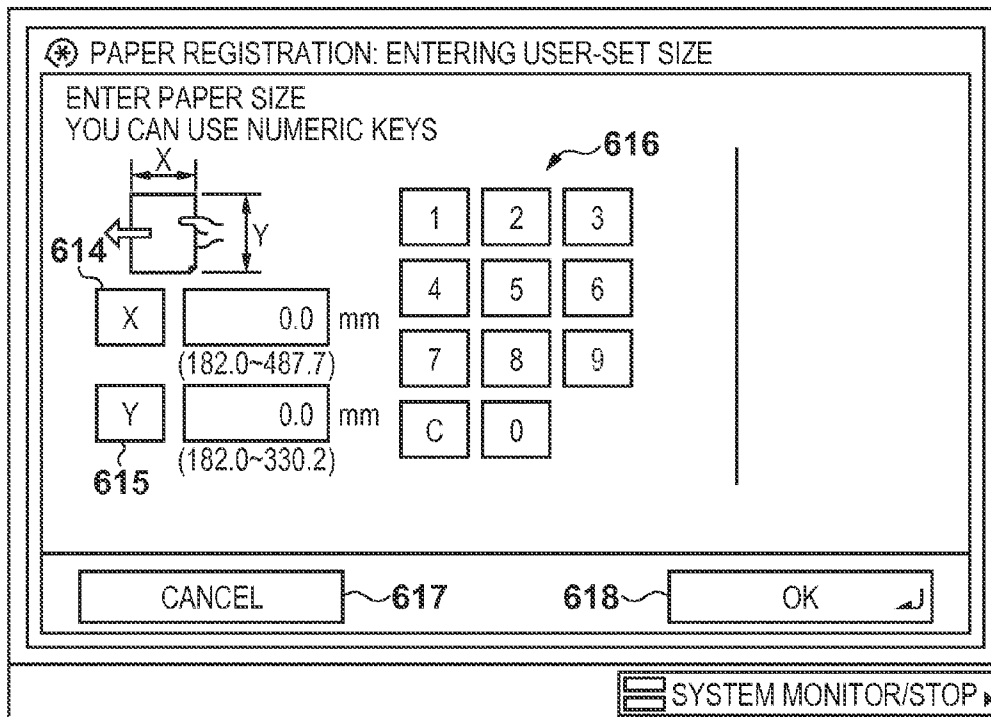 PAPER REGISTRATION: ENTERING USER-SET SIZE
ENTER PAPER SIZE
YOU CAN USE NUMERIC KEYS
X
616
Y
614
1 2 3
4 5 6
X 0.0 mm
(182.0~487.7)
7 8 9
Y 0.0 mm
C 0
(182.0~330.2)
615
CANCEL 617 618 OK
SYSTEM MONITOR/STOP